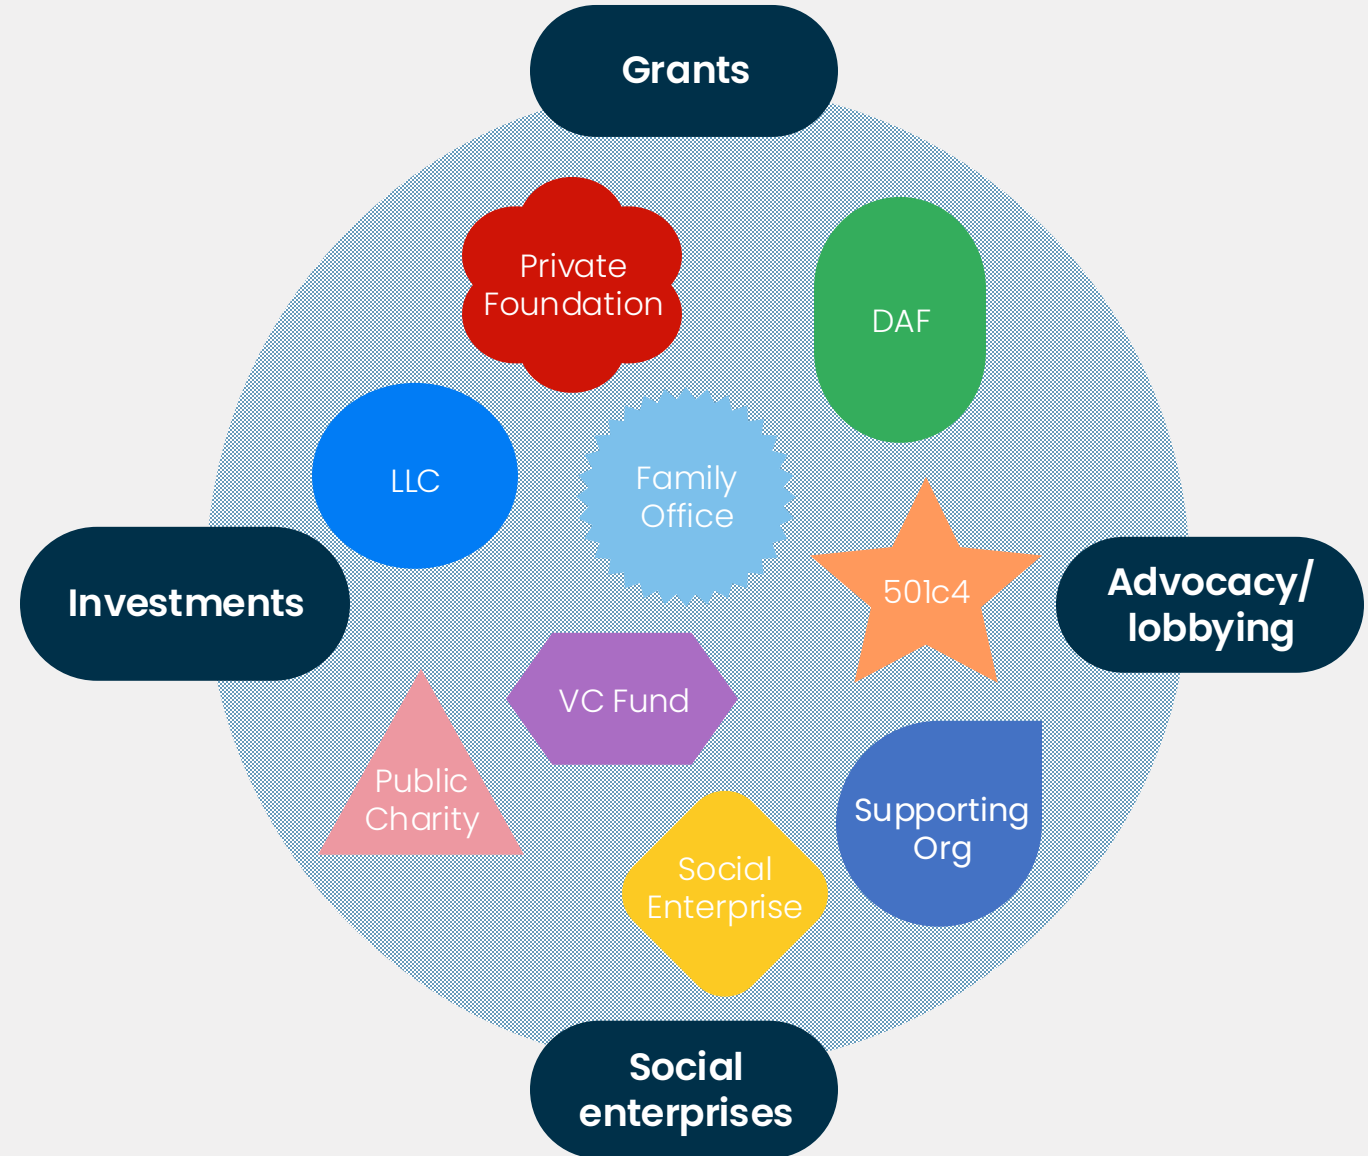 Grants
Private
Foundation
DAF
LLC
Family
Office
501c4
Investments
Advocacy/
lobbying
VC Fund
Public
Charity
Supporting
Org
Social
Enterprise
Social
enterprises